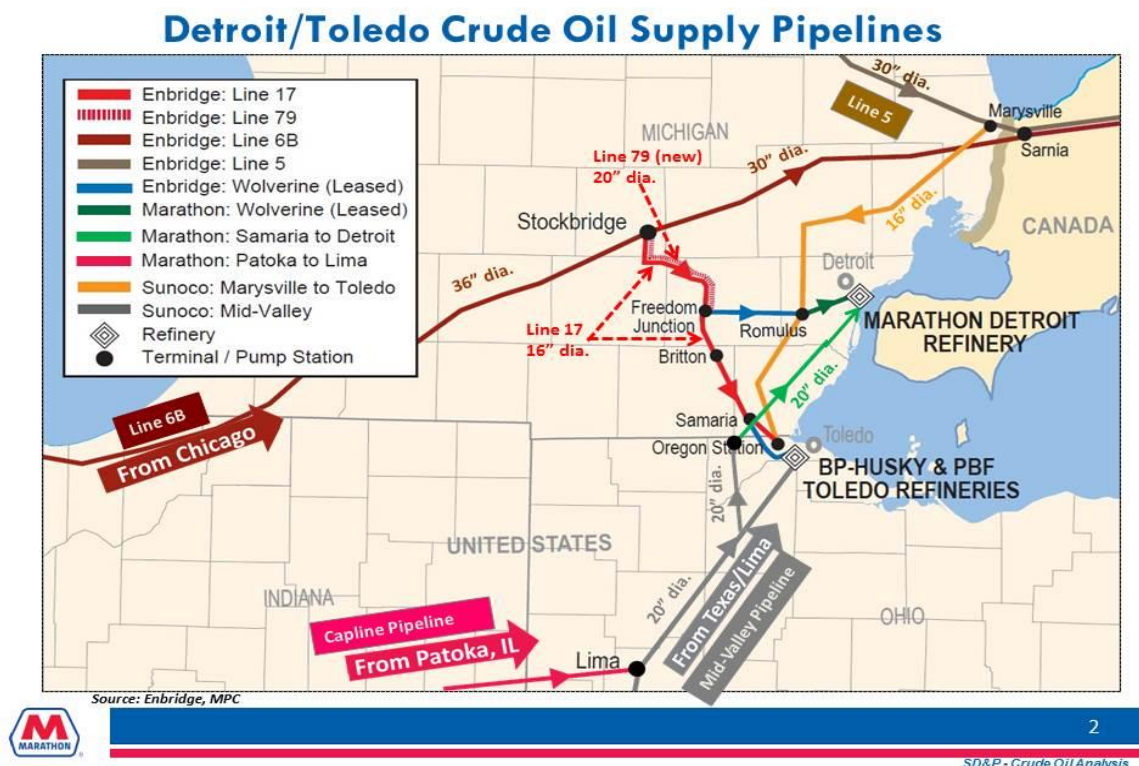 Detroit/Toledo Crude Oil Supply Pipelines
Enbridge: Line 17
Enbridge: Line 79
Enbridge: Line 6B
Enbridge: Line 5
Enbridge: Wolverine (Leased)
Marathon: Wolverine (Leased)
Marathon: Samaria to Detroit
Marathon: Patoka to Lima
Sunoco: Marysville to Toledo
Sunoco: Mid-Valley
Refinery
Terminal / Pump Station
30” dia.
Line 5
Marysville
Sarnia
MICHIGAN
Line 79 (new)
20” dia.
30” dia.
16” dia.
CANADA
Stockbridge
36” dia.
Detroit
Freedom
Junction
Romulus
MARATHON DETROIT
REFINERY
Line 17
16” dia.
Britton
20” dia.
Samaria
Oregon Station
Toledo
BP-HUSKY & PBF
TOLEDO REFINERIES
Line 6B
From Chicago
20” dia.
UNITED STATES
INDIANA
OHIO
20” dia.
From Texas/Lima
Mid-Valley Pipeline
Capline Pipeline
From Patoka, IL
Lima
Source: Enbridge, MPC
MARATHON
2
SD&P - Crude Oil Analysis